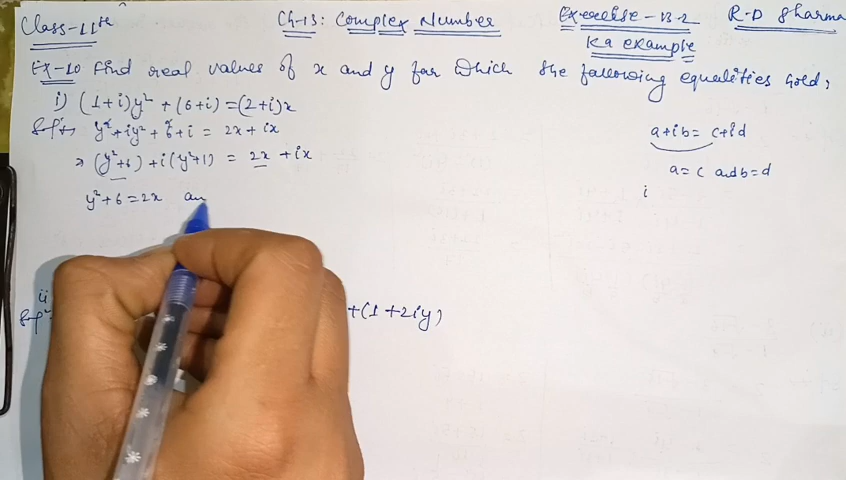 Class-11th Ch-13: Complex Number Exercise-13.2 R.D Sharma
Ka example
Ex-10 Find real values of x and y for which the following equalities hold,
i) (1+i)y² + (6+i) = (2+i)x
Solⁿ: y²+iy²+6+i = 2x+ix
⇒ (y²+6)+i(y²+1) = 2x+ix
y²+6=2x an
a+ib = c+id
a=c and b=d
i
ii
Solⁿ +(1+2iy)